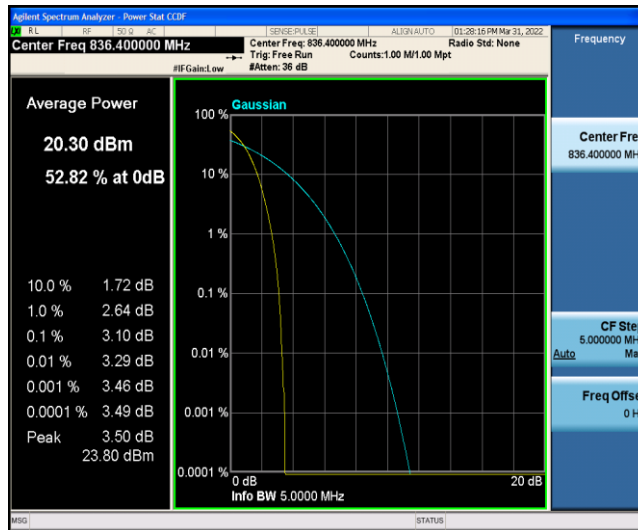 Agilent Spectrum Analyzer - Power Stat CCDF
RL RF 50 Ω AC SENSE:PULSE ALIGN AUTO 01:28:16 PM Mar 31, 2022
Center Freq 836.400000 MHz
Center Freq: 836.400000 MHz Radio Std: None
Trig: Free Run Counts:1.00 M/1.00 Mpt
#IFGain:Low #Atten: 36 dB
Frequency
Average Power
20.30 dBm
52.82 % at 0dB
10.0 % 1.72 dB
1.0 % 2.64 dB
0.1 % 3.10 dB
0.01 % 3.29 dB
0.001 % 3.46 dB
0.0001 % 3.49 dB
Peak 3.50 dB
23.80 dBm
Gaussian
100 %
10 %
1 %
0.1 %
0.01 %
0.001 %
0.0001 %
0 dB 20 dB
Info BW 5.0000 MHz
Center Fre
836.400000 MH
CF Ste
5.000000 MH
Auto Ma
Freq Offse
0 H
MSG STATUS